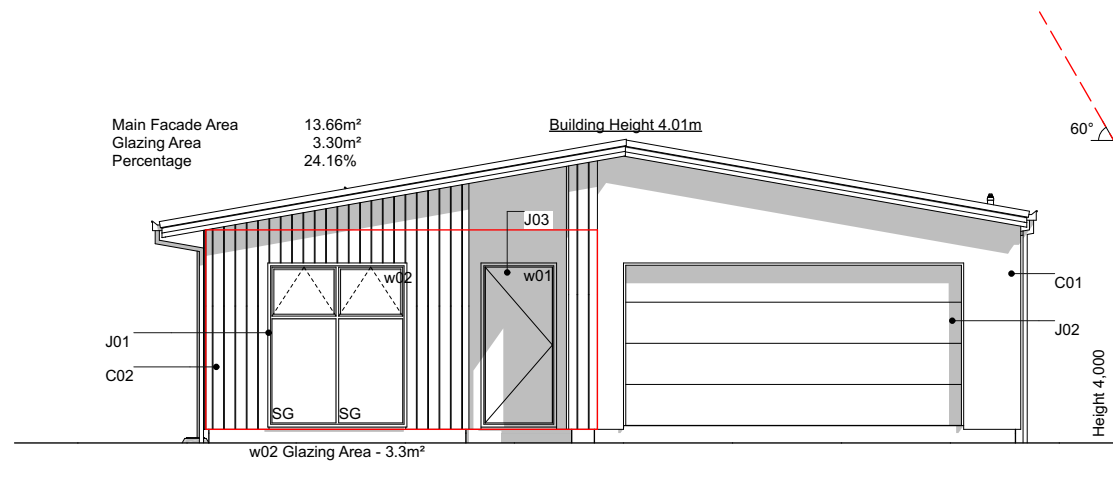 Main Facade Area 13.66m²
Glazing Area 3.30m²
Percentage 24.16%
Building Height 4.01m
60°
J03
w02
w01
C01
J01
J02
C02
SG SG
Height 4,000
w02 Glazing Area - 3.3m²